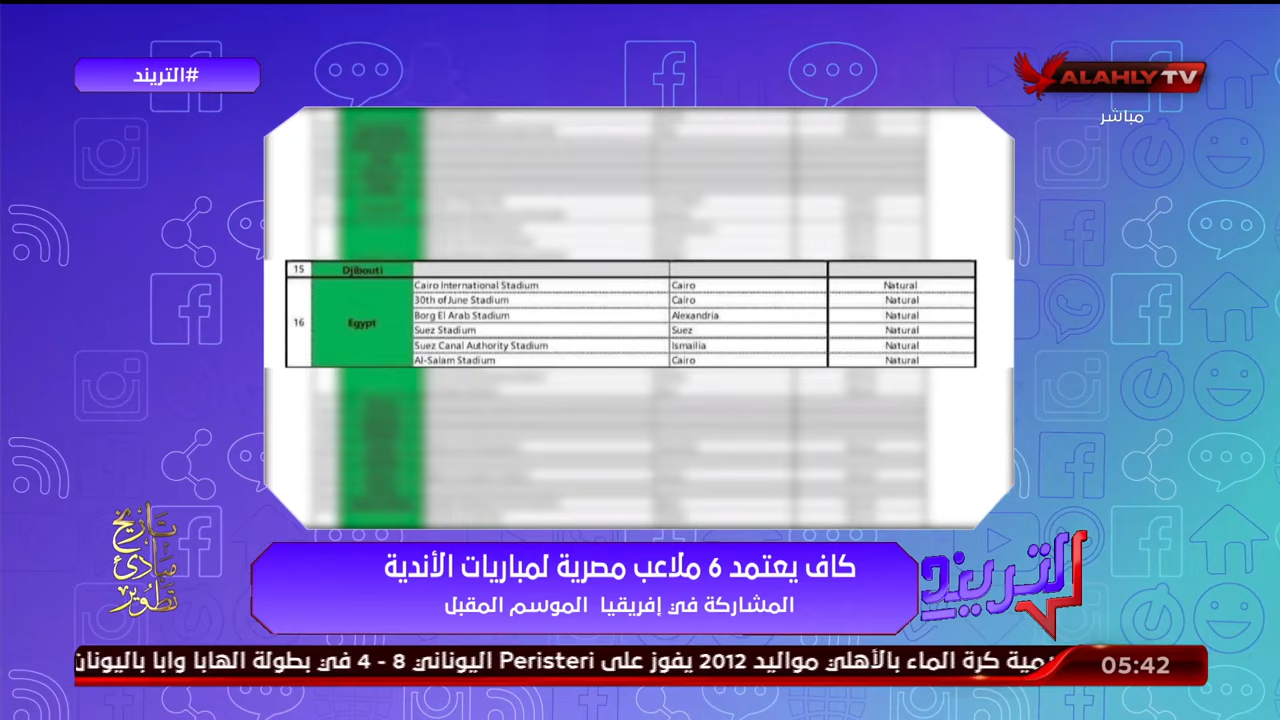 #التريند
ALAHLY TV
مباشر
15 Djibouti
16 Egypt
Cairo International Stadium Cairo Natural
30th of June Stadium Cairo Natural
Borg El Arab Stadium Alexandria Natural
Suez Stadium Suez Natural
Suez Canal Authority Stadium Ismailia Natural
Al-Salam Stadium Cairo Natural
تاريخ
مبادئ
تطوير
كاف يعتمد 6 ملاعب مصرية لمباريات الأندية
المشاركة في إفريقيا الموسم المقبل
التريند
كرة الماء بالأهلي مواليد 2012 يفوز على Peristeri اليوناني 8 - 4 في بطولة الهابا وابا باليونان
05:42